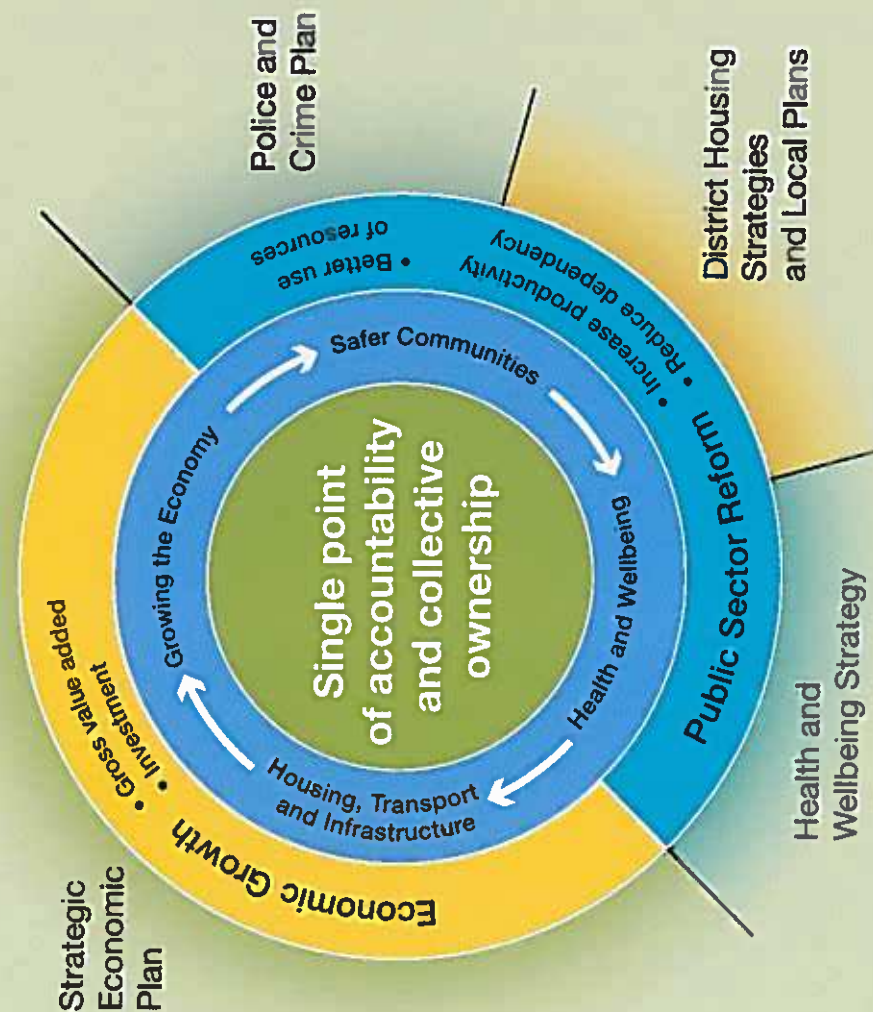 Strategic
Economic
Plan
Police and
Crime Plan
District Housing
Strategies
and Local Plans
Health and
Wellbeing Strategy
Economic Growth
• Gross value added
• Investment
Public Sector Reform
• Better use
of resources
• Increase productivity
• Reduce dependency
Growing the Economy
Safer Communities
Health and Wellbeing
Housing, Transport
and Infrastructure
Single point
of accountability
and collective
ownership